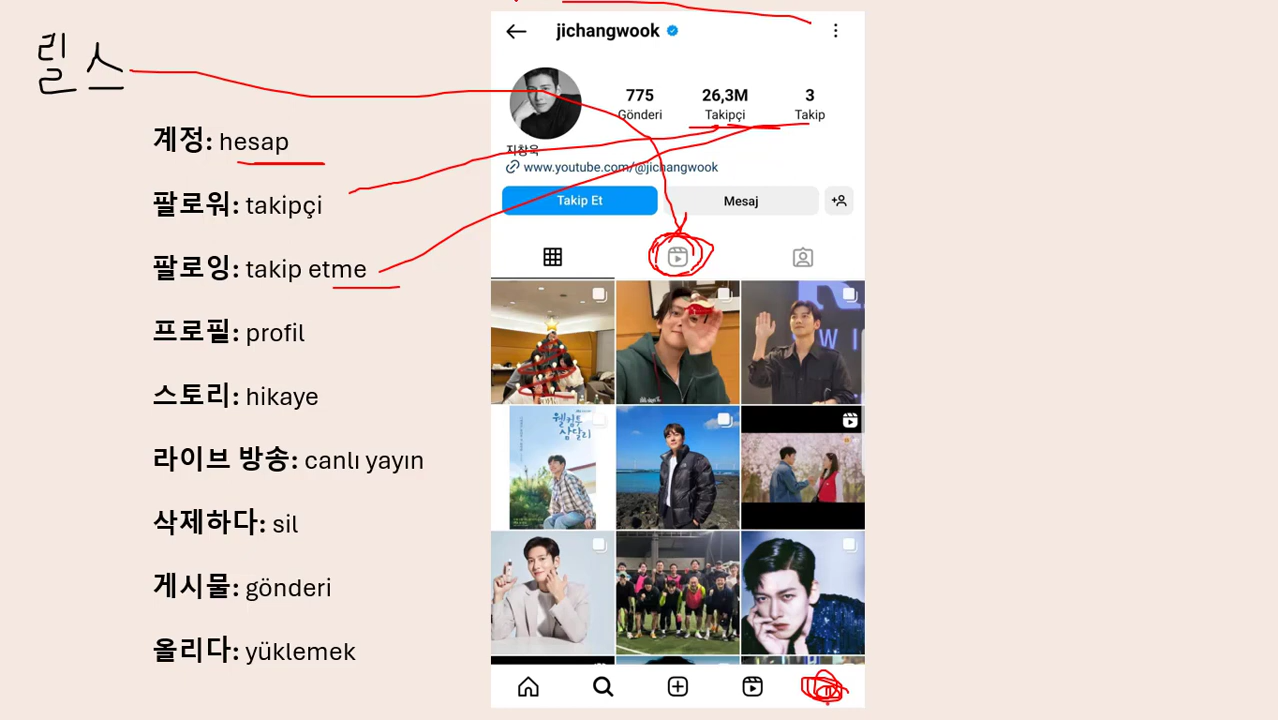 릴스
계정: hesap
팔로워: takipçi
팔로잉: takip etme
프로필: profil
스토리: hikaye
라이브 방송: canlı yayın
삭제하다: sil
게시물: gönderi
올리다: yüklemek
jichangwook
775 26,3M 3
Gönderi Takipçi Takip
지창욱
www.youtube.com/@jichangwook
Takip Et Mesaj
웰컴투
삼달리